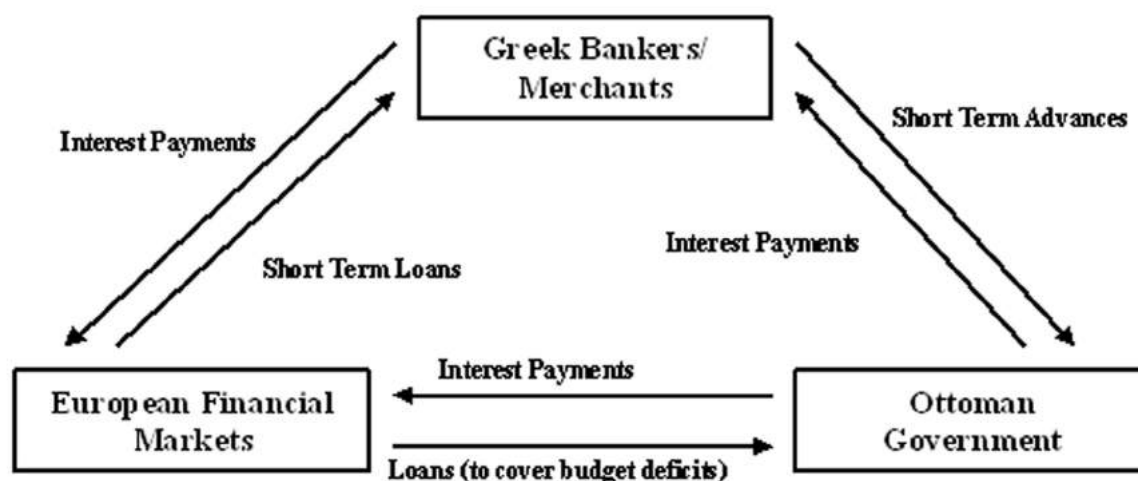 Greek Bankers/
Merchants
Interest Payments
Short Term Advances
Interest Payments
Short Term Loans
Interest Payments
European Financial
Markets
Ottoman
Government
Loans (to cover budget deficits)